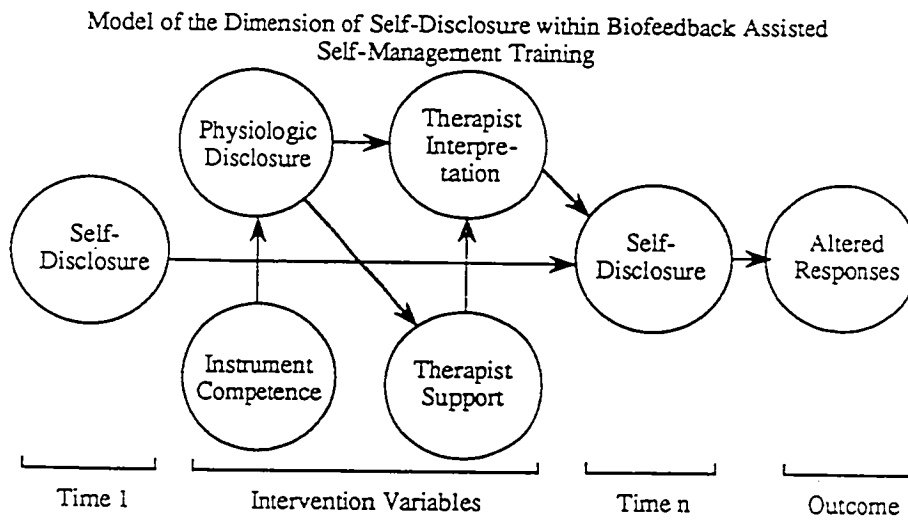 Model of the Dimension of Self-Disclosure within Biofeedback Assisted
Self-Management Training
Physiologic
Disclosure
Therapist
Interpre-
tation
Self-
Disclosure
Self-
Disclosure
Altered
Responses
Instrument
Competence
Therapist
Support
Time 1
Intervention Variables
Time n
Outcome